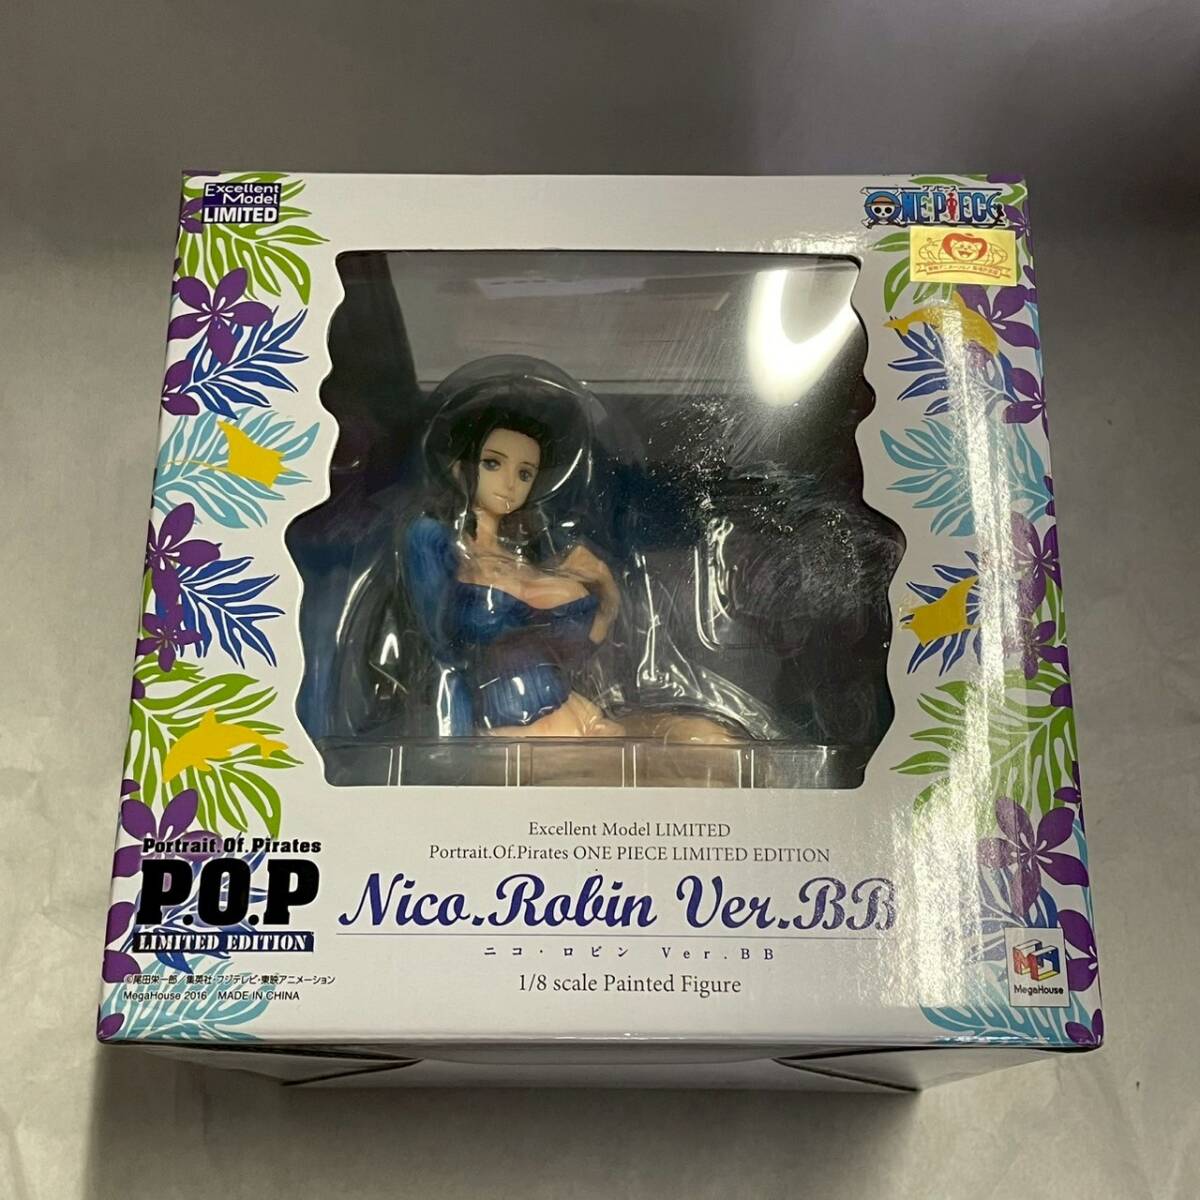 Excellent
Model
LIMITED
ワンピース
ONE PIECE
Excellent Model LIMITED
Portrait.Of.Pirates ONE PIECE LIMITED EDITION
Nico.Robin Ver.BB
ニコ・ロビン Ver.BB
1/8 scale Painted Figure
Portrait.Of.Pirates
P.O.P
LIMITED EDITION
©尾田栄一郎/集英社・フジテレビ・東映アニメーション
MegaHouse 2016 MADE IN CHINA
MegaHouse